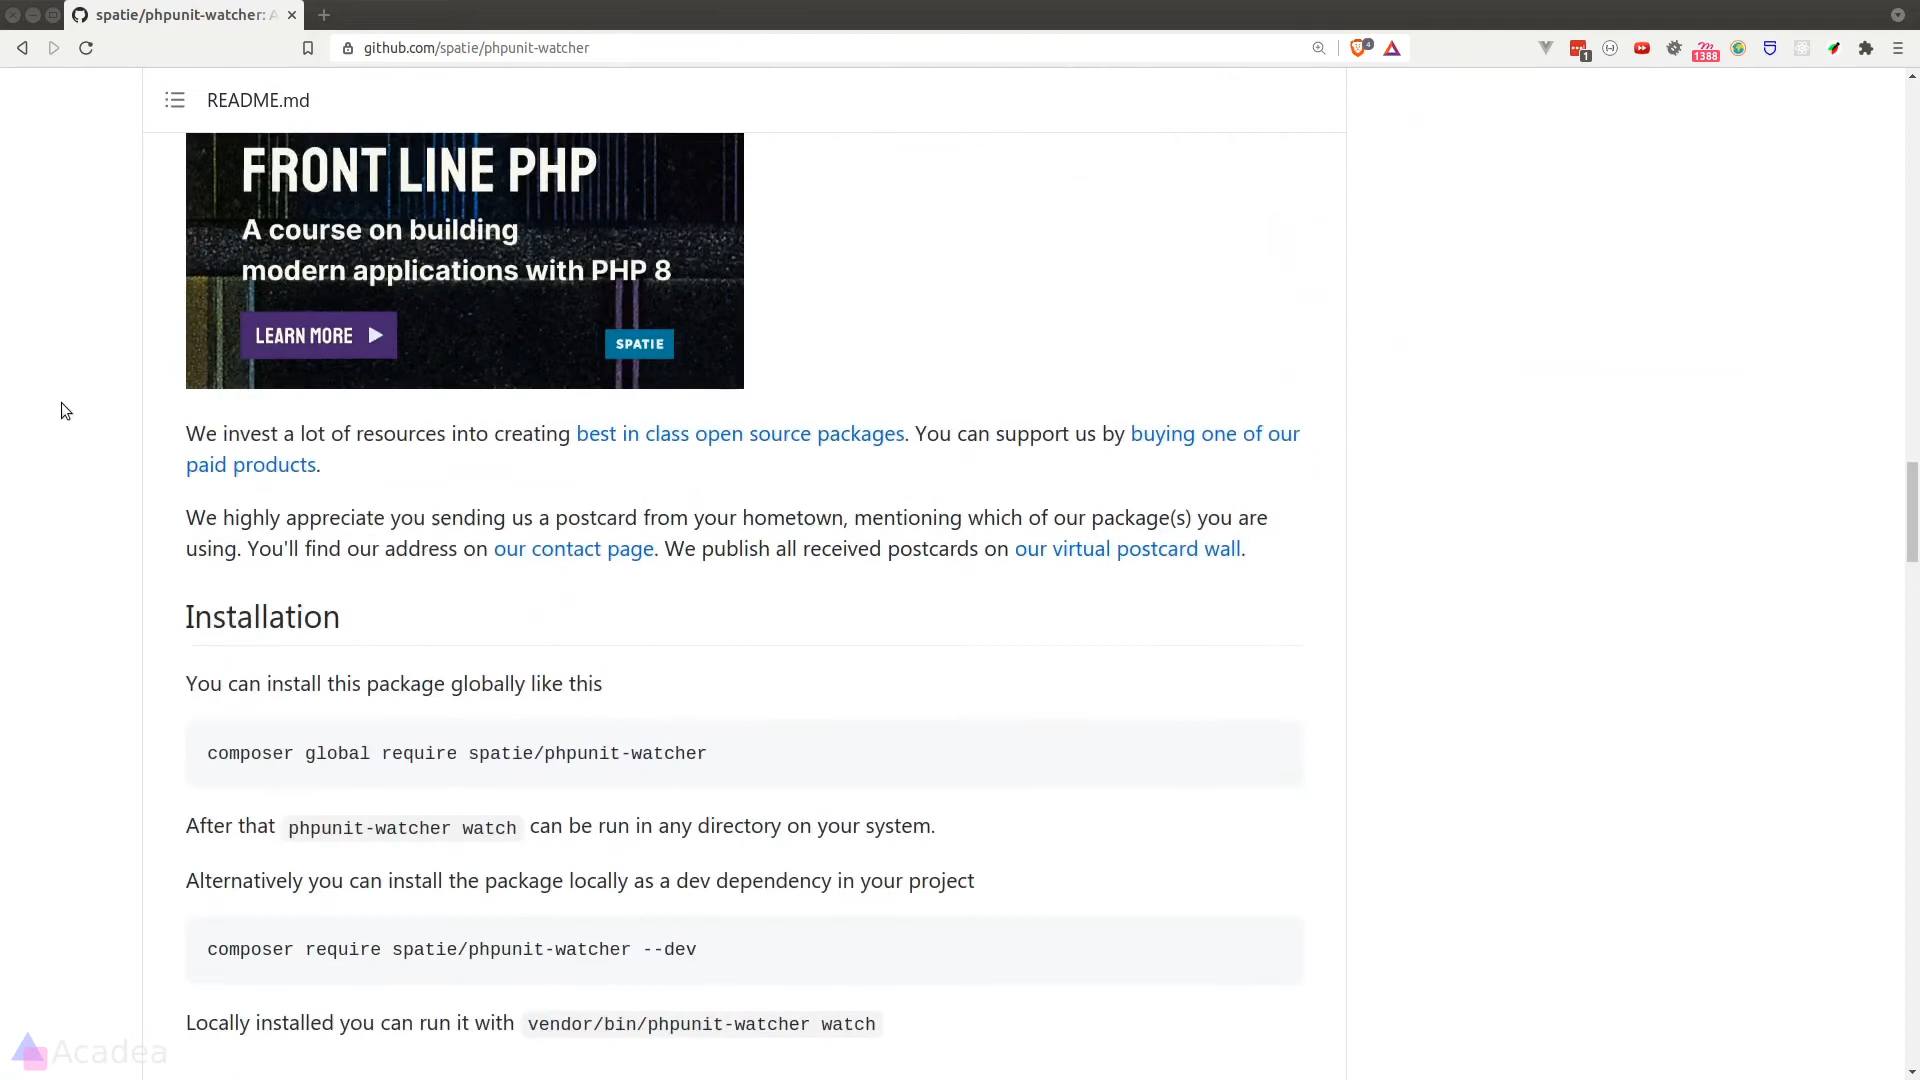 spatie/phpunit-watcher: A
github.com/spatie/phpunit-watcher
4
1
1388
README.md
FRONT LINE PHP
A course on building
modern applications with PHP 8
LEARN MORE
SPATIE
We invest a lot of resources into creating best in class open source packages. You can support us by buying one of our
paid products.
We highly appreciate you sending us a postcard from your hometown, mentioning which of our package(s) you are
using. You'll find our address on our contact page. We publish all received postcards on our virtual postcard wall.
Installation
You can install this package globally like this
composer global require spatie/phpunit-watcher
After that phpunit-watcher watch can be run in any directory on your system.
Alternatively you can install the package locally as a dev dependency in your project
composer require spatie/phpunit-watcher --dev
Locally installed you can run it with vendor/bin/phpunit-watcher watch
Acadea